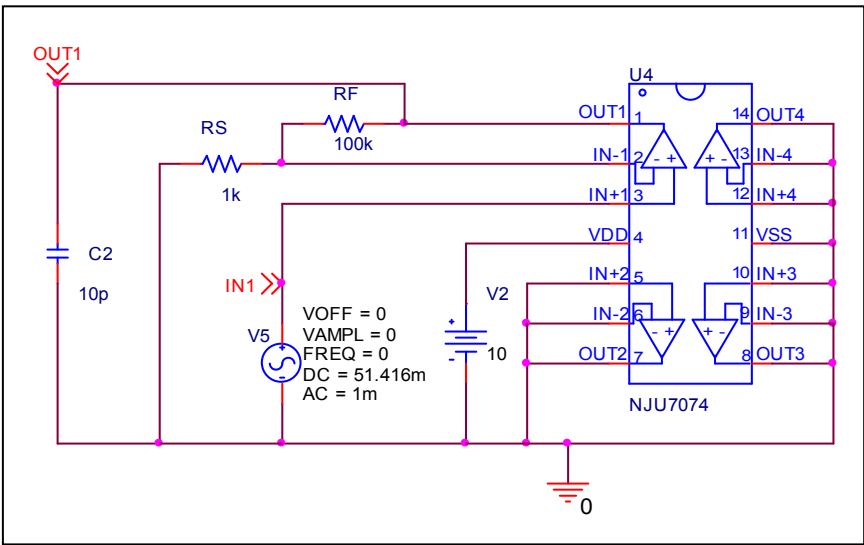 OUT1
RF
100k
RS
1k
C2
10p
IN1
V5
VOFF = 0
VAMPL = 0
FREQ = 0
DC = 51.416m
AC = 1m
V2
10
0
U4
OUT1 1 14 OUT4
IN-1 2 - + + - 13 IN-4
IN+1 3 12 IN+4
VDD 4 11 VSS
IN+2 5 10 IN+3
IN-2 6 - + + - 9 IN-3
OUT2 7 8 OUT3
NJU7074